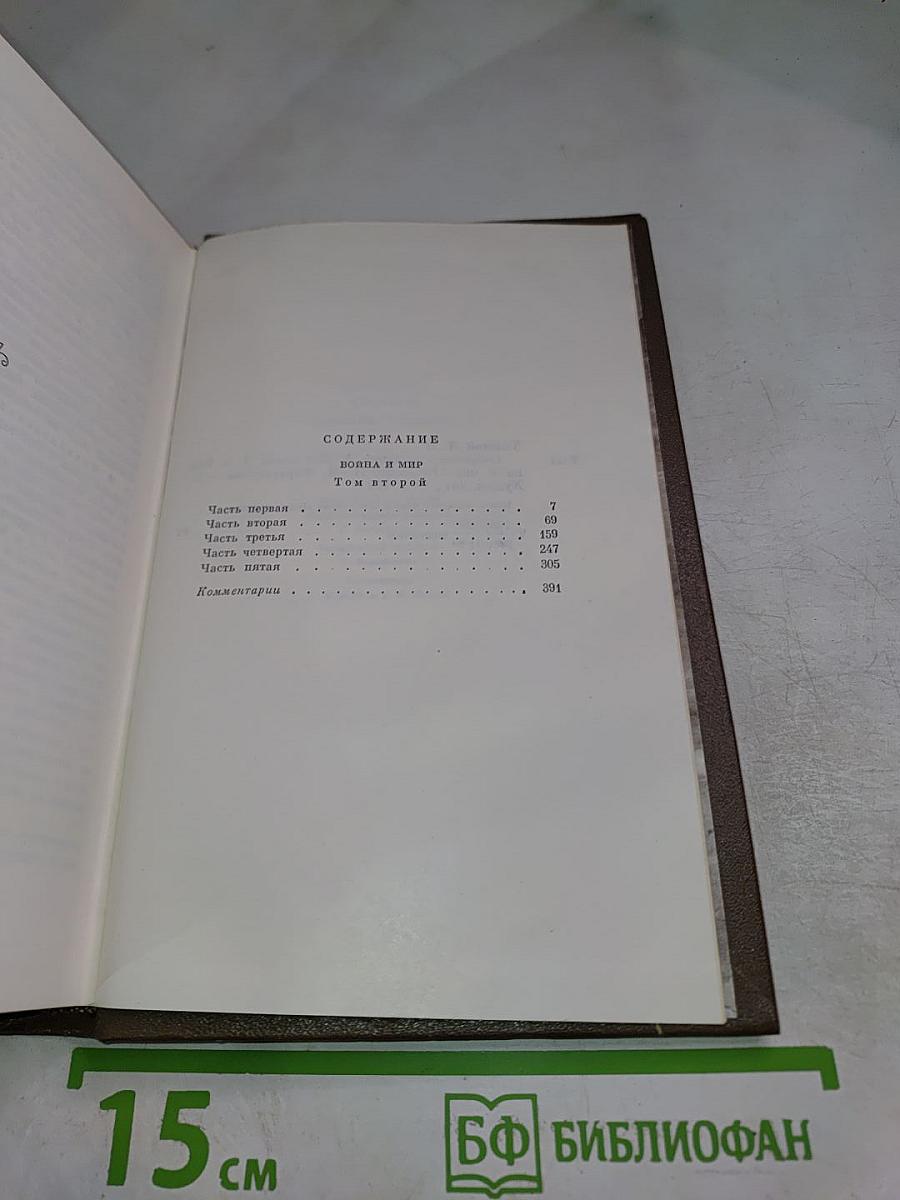 СОДЕРЖАНИЕ
ВОЙНА И МИР
Том второй
Часть первая . . . . . . . . . . . . . . . 7
Часть вторая . . . . . . . . . . . . . . . 69
Часть третья . . . . . . . . . . . . . . . 159
Часть четвертая . . . . . . . . . . . . . . 247
Часть пятая . . . . . . . . . . . . . . . 305
Комментарии . . . . . . . . . . . . . . . . 391
15 см
БФ БИБЛИОФАН